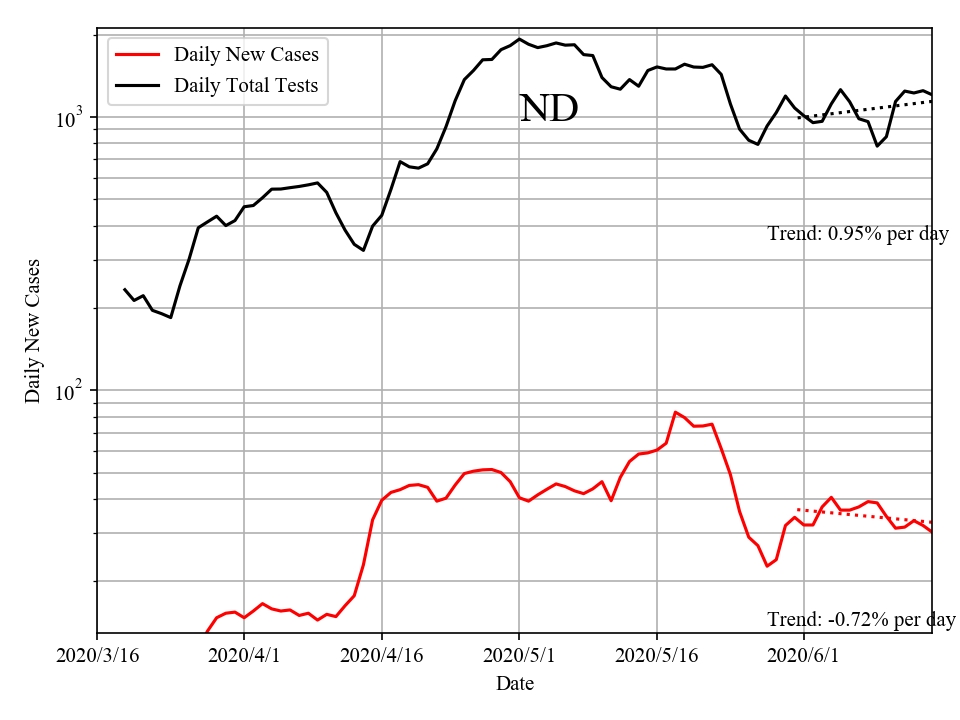 Daily New Cases
Daily Total Tests
ND
10³
Trend: 0.95% per day
Daily New Cases
10²
Trend: -0.72% per day
2020/3/16 2020/4/1 2020/4/16 2020/5/1 2020/5/16 2020/6/1
Date